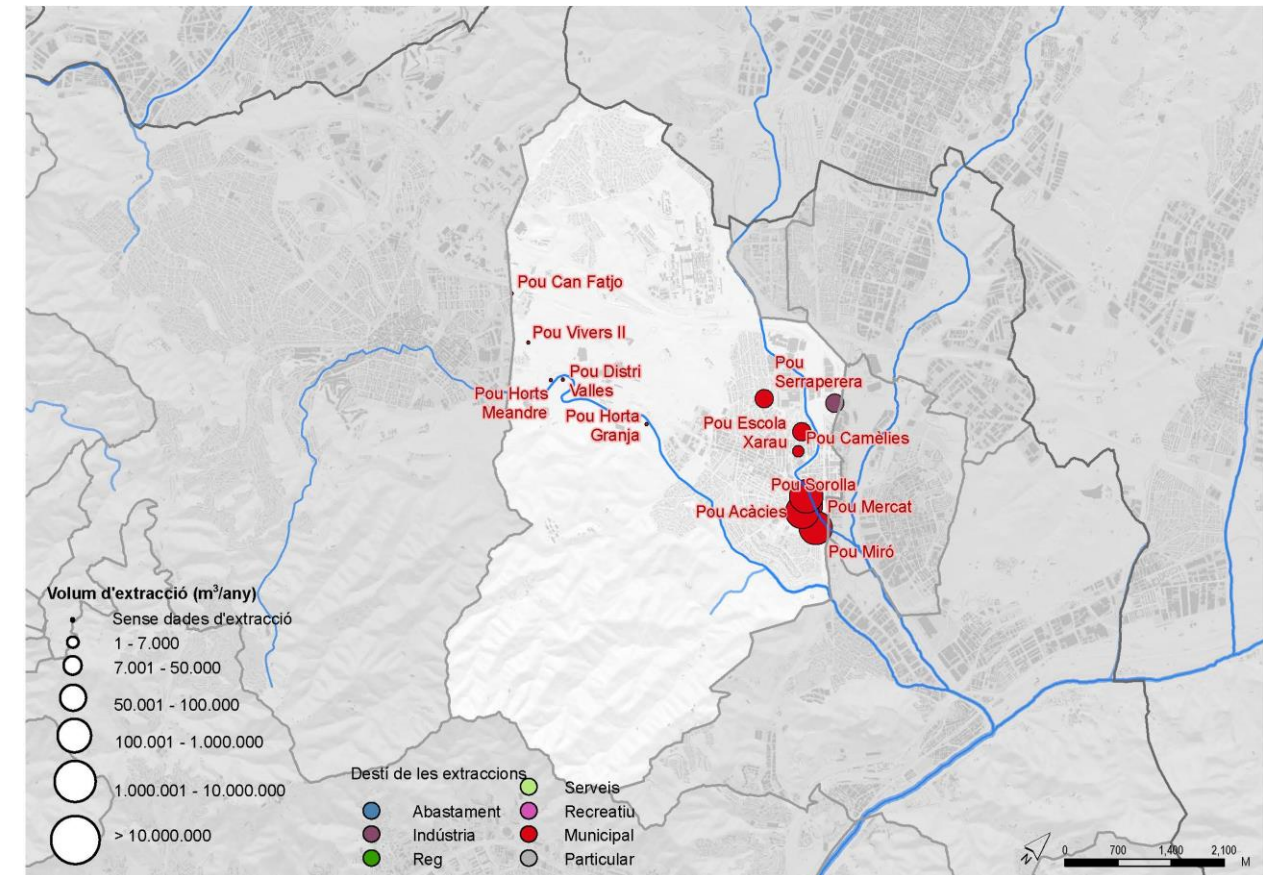 Pou Can Fatjo
Pou Vivers II
Pou Distri
Valles
Pou Horts
Meandre
Pou Horta
Granja
Pou
Serraperera
Pou Escola
Xarau
Pou Camèlies
Pou Sorolla
Pou Acàcies
Pou Mercat
Pou Miró
Volum d'extracció (m³/any)
Sense dades d'extracció
1 - 7.000
7.001 - 50.000
50.001 - 100.000
100.001 - 1.000.000
1.000.001 - 10.000.000
> 10.000.000
Destí de les extraccions
Abastament
Indústria
Reg
Serveis
Recreatiu
Municipal
Particular
N
0 700 1,400 2,100
M